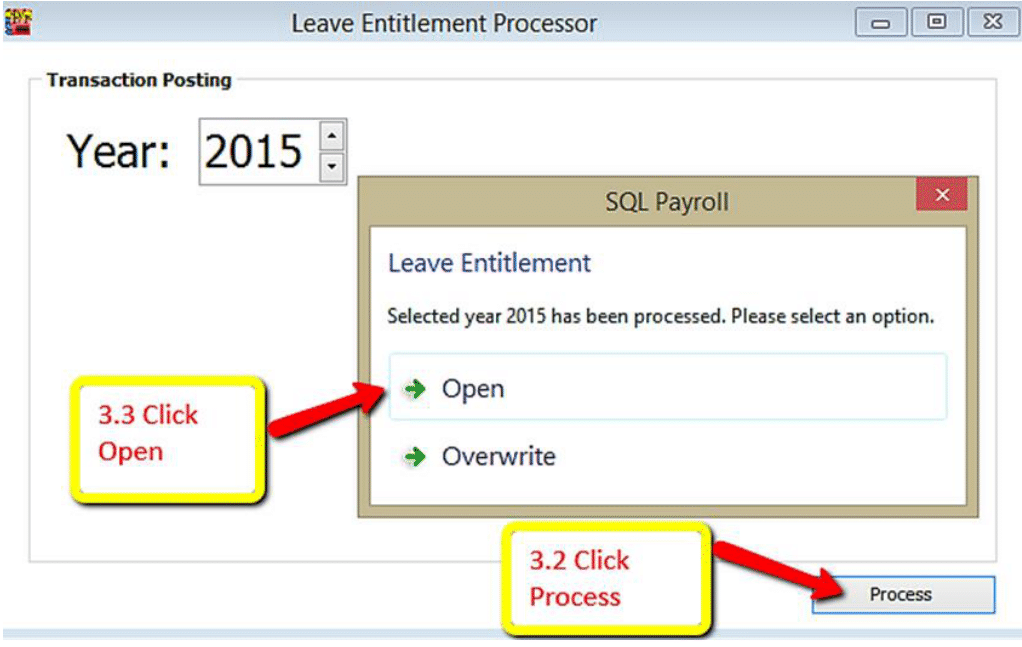 Leave Entitlement Processor
Transaction Posting
Year: 2015
SQL Payroll
Leave Entitlement
Selected year 2015 has been processed. Please select an option.
Open
Overwrite
3.3 Click
Open
3.2 Click
Process
Process